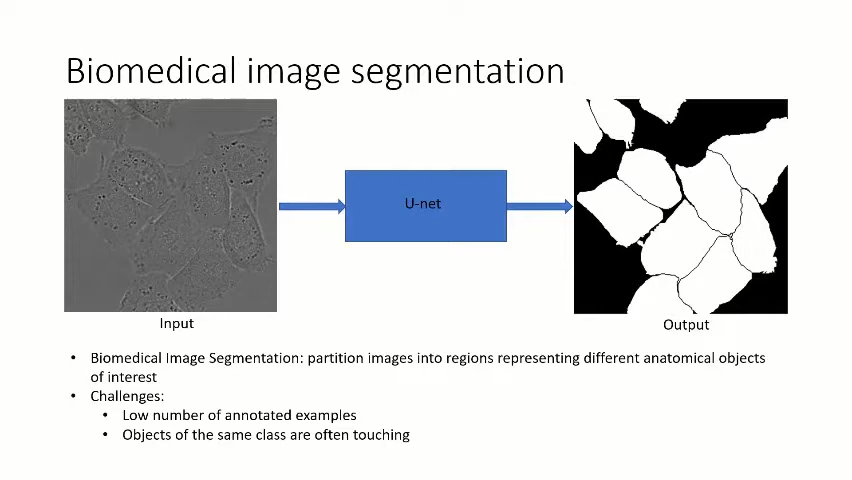 Biomedical image segmentation
U-net
Input
Output
• Biomedical Image Segmentation: partition images into regions representing different anatomical objects
of interest
• Challenges:
• Low number of annotated examples
• Objects of the same class are often touching